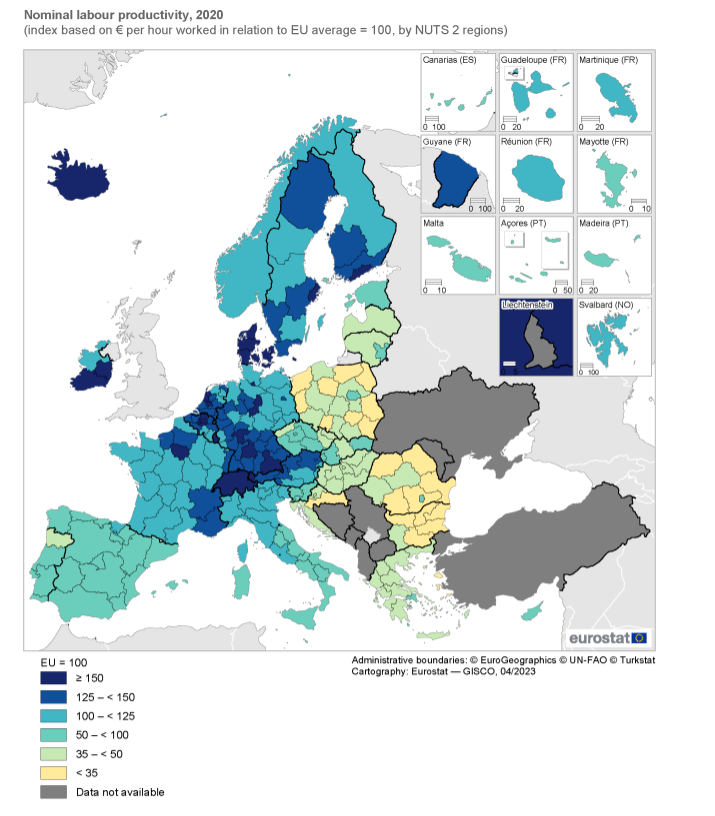 Nominal labour productivity, 2020
(index based on € per hour worked in relation to EU average = 100, by NUTS 2 regions)
Canarias (ES)
0 100
Guadeloupe (FR)
0 20
Martinique (FR)
0 20
Guyane (FR)
0 100
Réunion (FR)
0 20
Mayotte (FR)
0 10
Malta
0 10
Açores (PT)
0 50
Madeira (PT)
0 20
Liechtenstein
Svalbard (NO)
0 100
eurostat
EU = 100
≥ 150
125 – < 150
100 – < 125
50 – < 100
35 – < 50
< 35
Data not available
Administrative boundaries: © EuroGeographics © UN-FAO © Turkstat
Cartography: Eurostat — GISCO, 04/2023